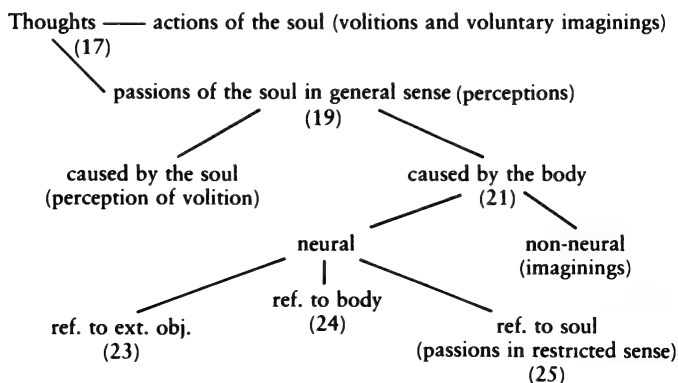 Thoughts —— actions of the soul (volitions and voluntary imaginings)
(17)
passions of the soul in general sense (perceptions)
(19)
caused by the soul
(perception of volition)
caused by the body
(21)
neural
non-neural
(imaginings)
ref. to ext. obj.
(23)
ref. to body
(24)
ref. to soul
(passions in restricted sense)
(25)